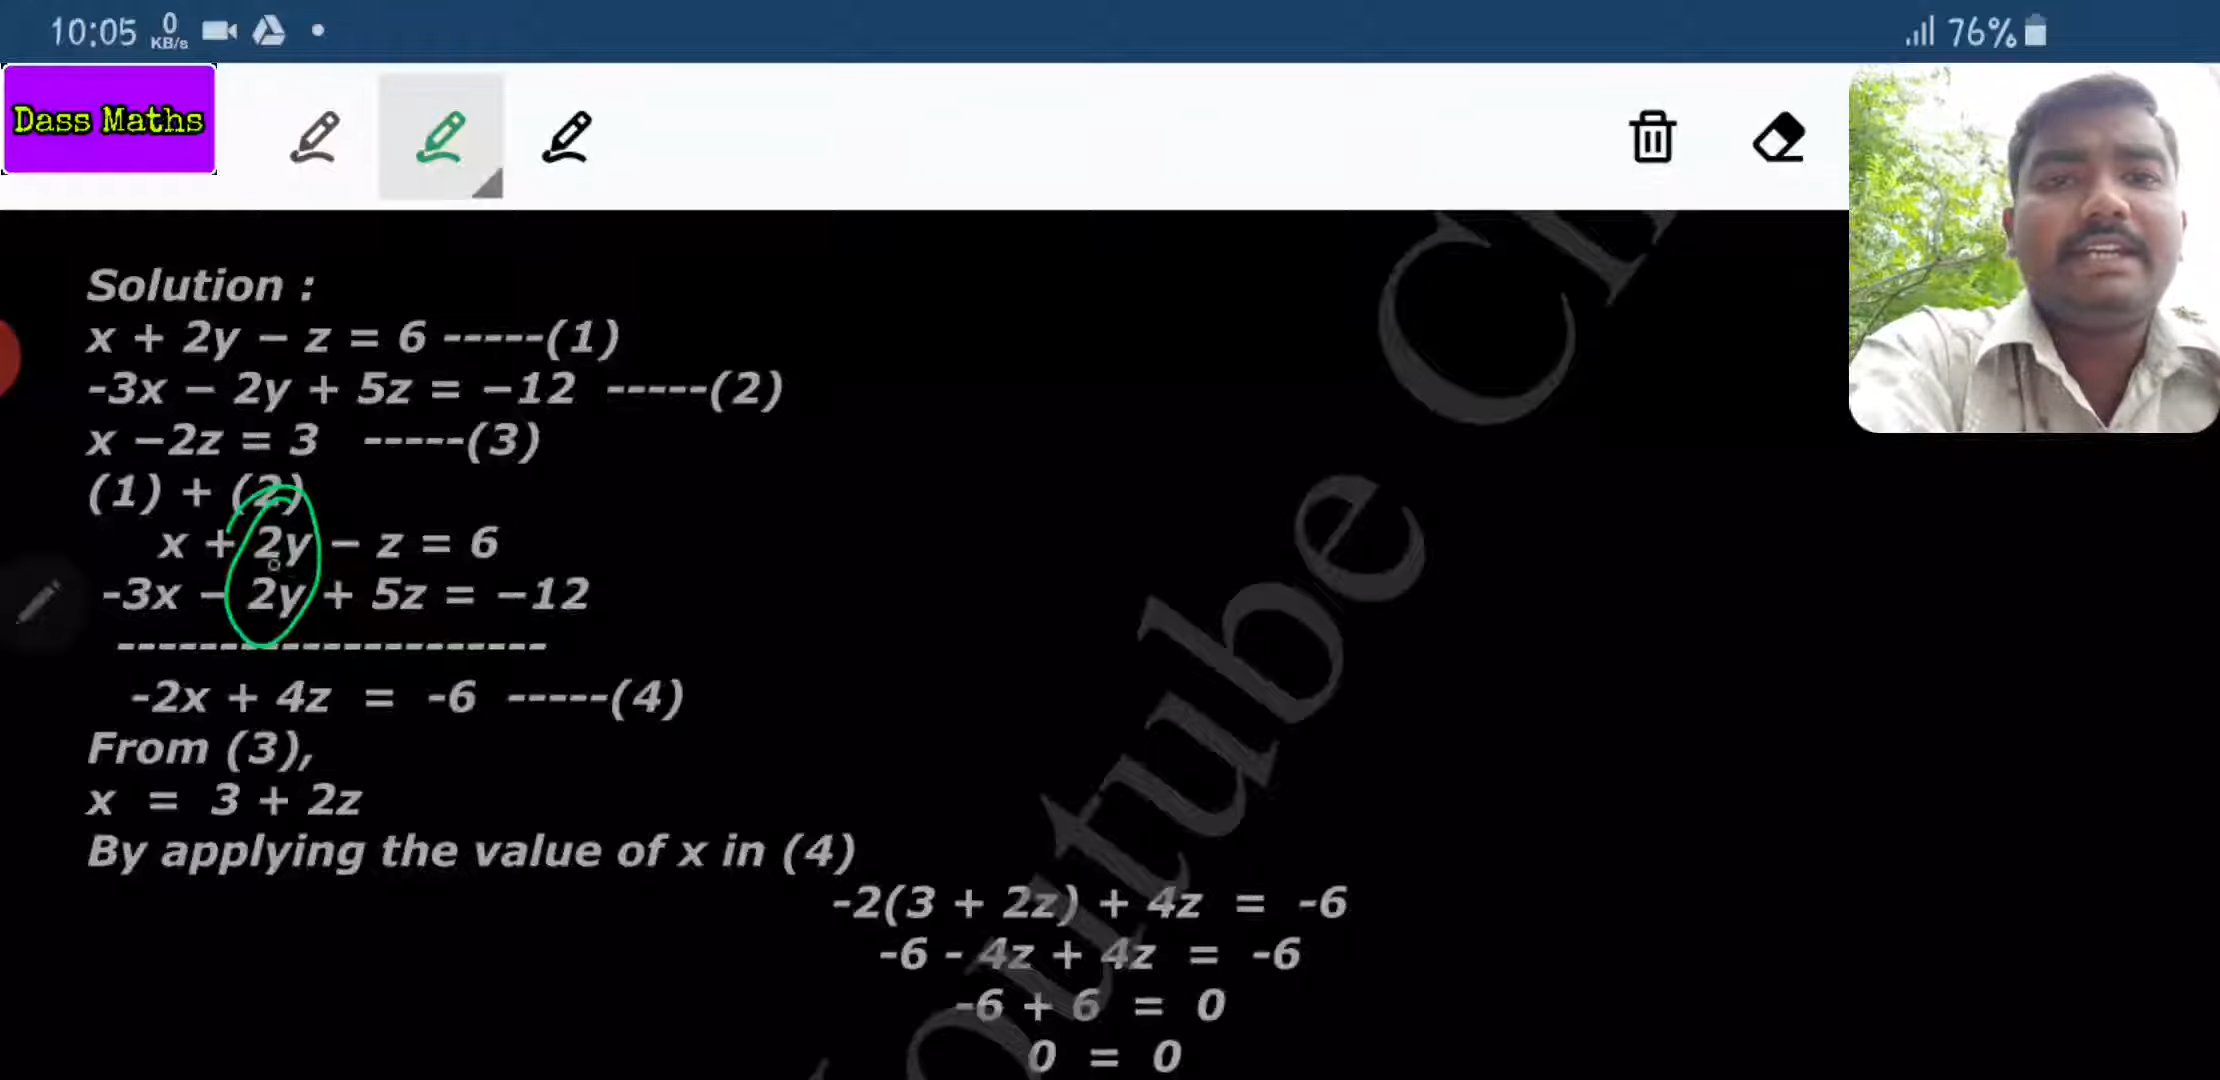 10:05 0 KB/s 76%
Dass Maths
Solution :
x + 2y − z = 6 -----(1)
-3x − 2y + 5z = −12 -----(2)
x −2z = 3 -----(3)
(1) + (2)
x + 2y − z = 6
-3x − 2y + 5z = −12
---------------------
-2x + 4z = -6 -----(4)
From (3),
x = 3 + 2z
By applying the value of x in (4)
-2(3 + 2z) + 4z = -6
-6 - 4z + 4z = -6
-6 + 6 = 0
0 = 0